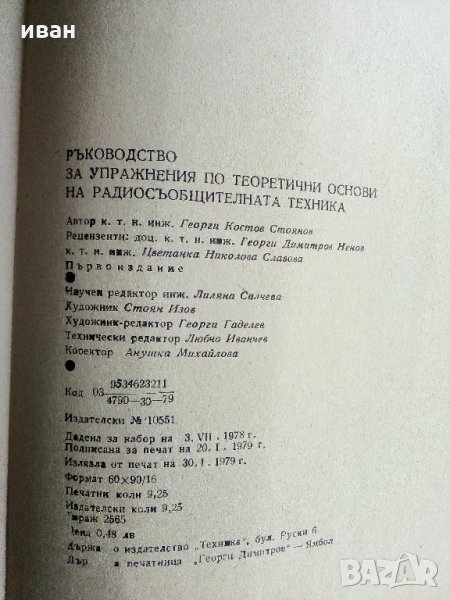 иван
РЪКОВОДСТВО
ЗА УПРАЖНЕНИЯ ПО ТЕОРЕТИЧНИ ОСНОВИ
НА РАДИОСЪОБЩИТЕЛНАТА ТЕХНИКА
Автор к. т. н. инж. Георги Костов Стоянов
Рецензенти: доц. к. т. н. инж. Георги Димитров Ненов
к. т. н. инж. Цветанка Николова Славова
Първо издание
Научен редактор инж. Лиляна Салчева
Художник Стоян Изов
Художник-редактор Георги Гаделев
Технически редактор Любчо Иванчев
Коректор Анушка Михайлова
Код 03 9534623211
4790—30—79
Издателски № 10551
Дадена за набор на 3. VII . 1978 г.
Подписана за печат на 20. I . 1979 г.
Излязла от печат на 30. I . 1979 г.
Формат 60×90/16
Печатни коли 9,25
Издателски коли 9,25
Тираж 2565
Цена 0,48 лв
Държа о издателство „Техника", бул. Руски 6
Дър а печатница „Георги Димитров" — Ямбол
BAZAR